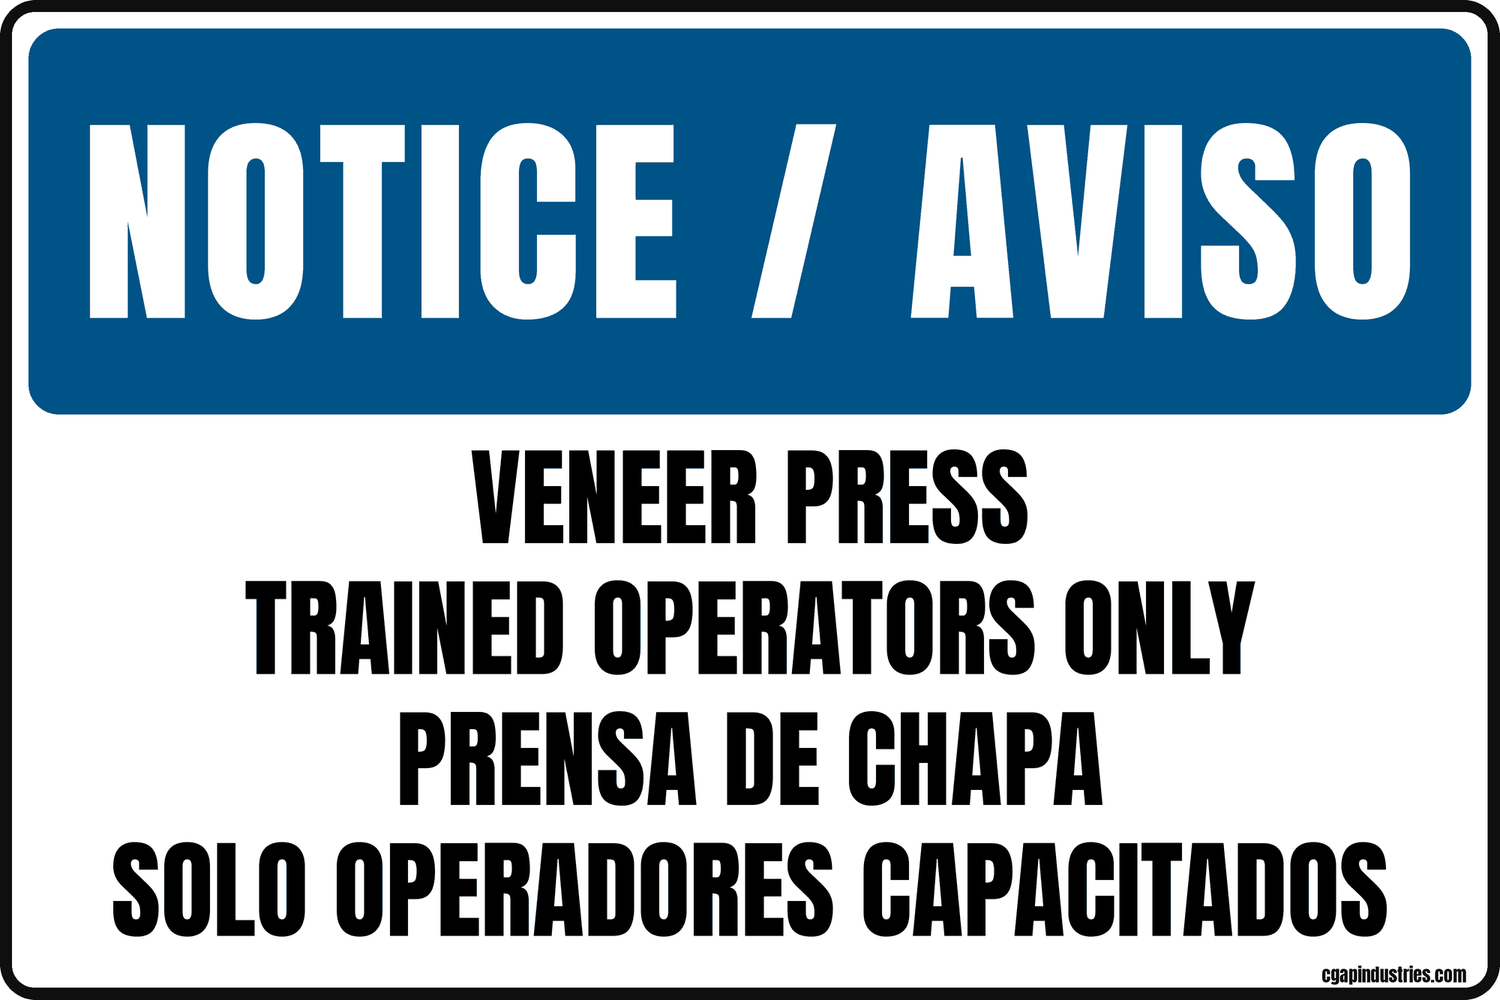 NOTICE / AVISO
VENEER PRESS
TRAINED OPERATORS ONLY
PRENSA DE CHAPA
SOLO OPERADORES CAPACITADOS
cgapindustries.com